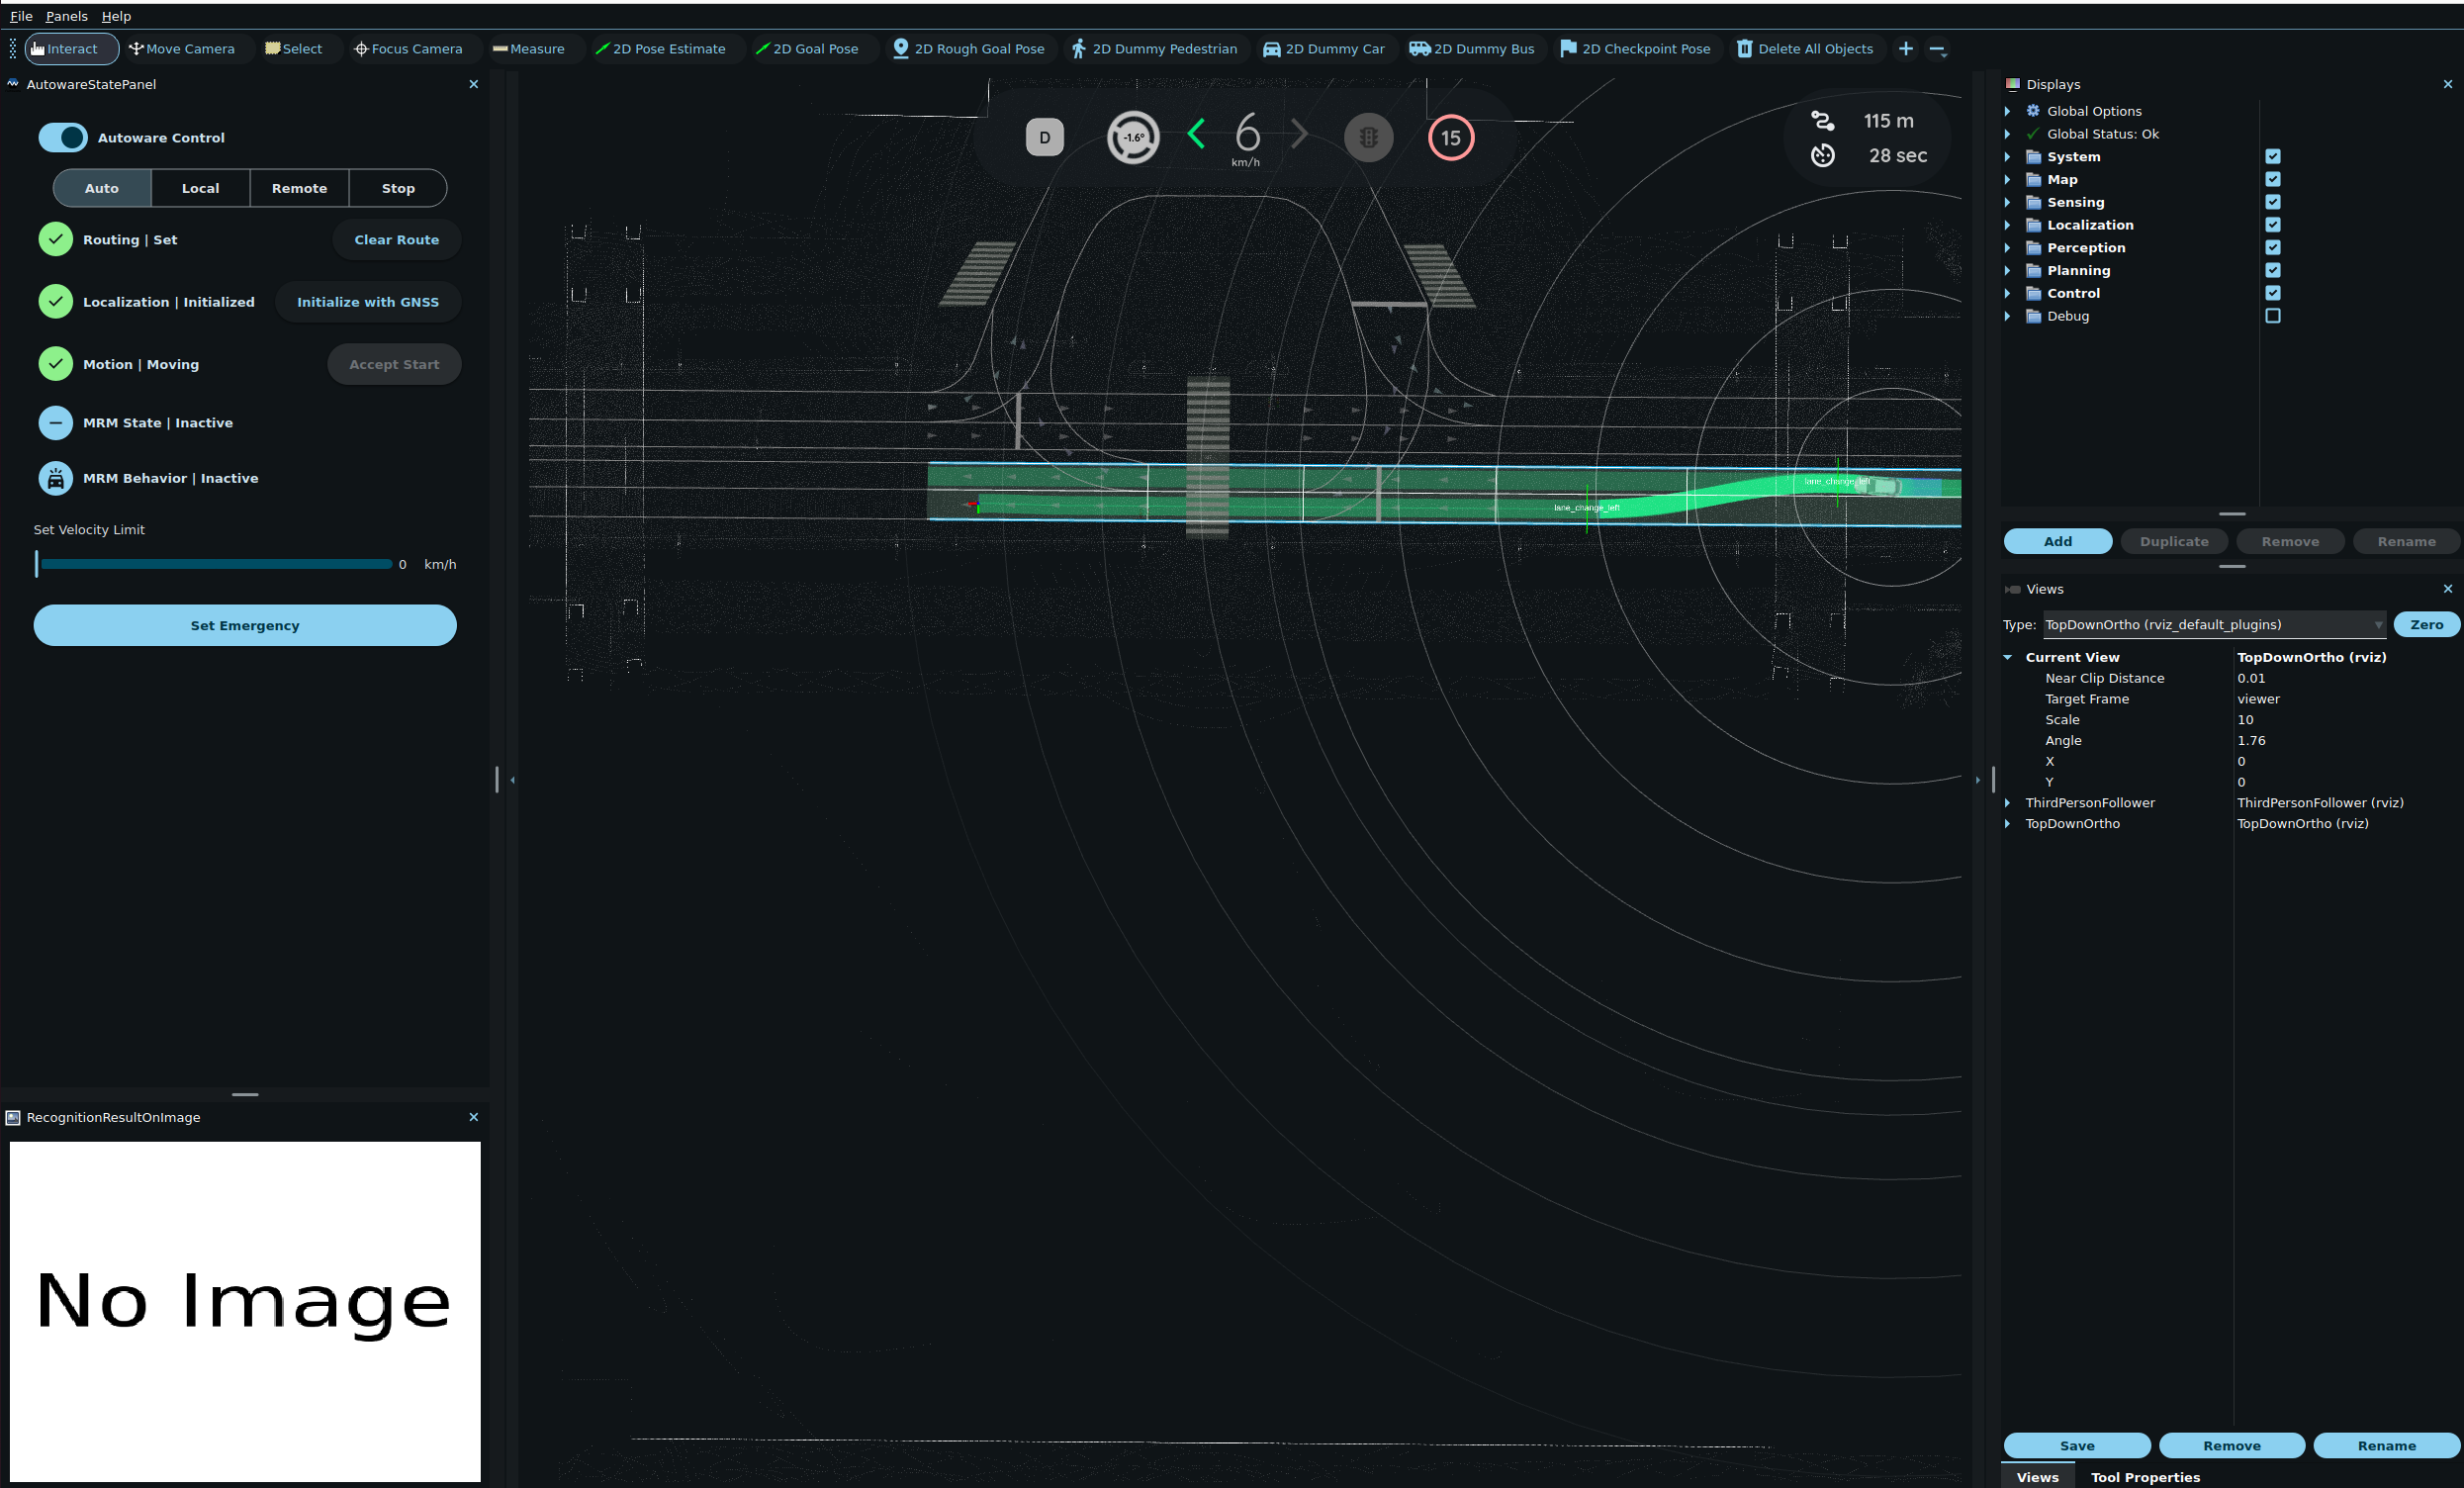 File Panels Help
Interact Move Camera Select Focus Camera Measure 2D Pose Estimate 2D Goal Pose 2D Rough Goal Pose 2D Dummy Pedestrian 2D Dummy Car 2D Dummy Bus 2D Checkpoint Pose Delete All Objects
AutowareStatePanel
Autoware Control
Auto Local Remote Stop
Routing | Set Clear Route
Localization | Initialized Initialize with GNSS
Motion | Moving Accept Start
MRM State | Inactive
MRM Behavior | Inactive
Set Velocity Limit
0 km/h
Set Emergency
RecognitionResultOnImage
No Image
D -1.6° 6 15
km/h
115 m
28 sec
lane_change_left
lane_change_left
Displays
Global Options
Global Status: Ok
System
Map
Sensing
Localization
Perception
Planning
Control
Debug
Add Duplicate Remove Rename
Views
Type: TopDownOrtho (rviz_default_plugins) Zero
Current View TopDownOrtho (rviz)
Near Clip Distance 0.01
Target Frame viewer
Scale 10
Angle 1.76
X 0
Y 0
ThirdPersonFollower ThirdPersonFollower (rviz)
TopDownOrtho TopDownOrtho (rviz)
Save Remove Rename
Views Tool Properties